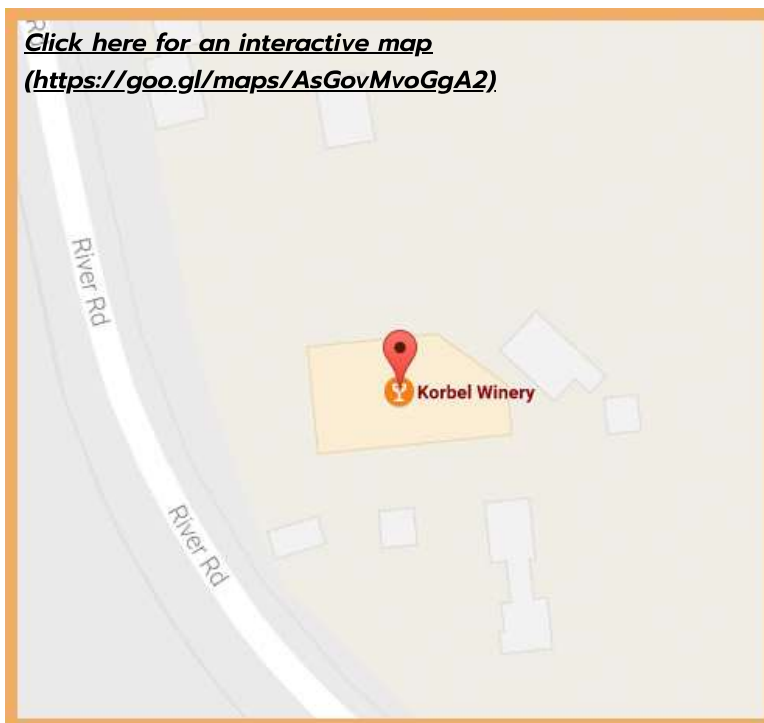 Click here for an interactive map
(https://goo.gl/maps/AsGovMvoGgA2)
River Rd
Korbel Winery
River Rd